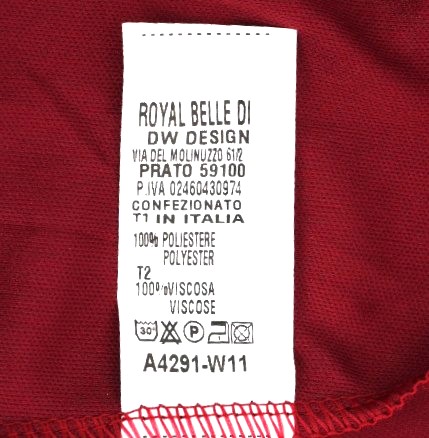 ROYAL BELLE DI
DW DESIGN
VIA DEL MOLINUZZO 61/2
PRATO 59100
P.IVA 02460430974
CONFEZIONATO
T1 IN ITALIA
100% POLIESTERE
POLYESTER
T2
100% VISCOSA
VISCOSE
30° P
A4291-W11